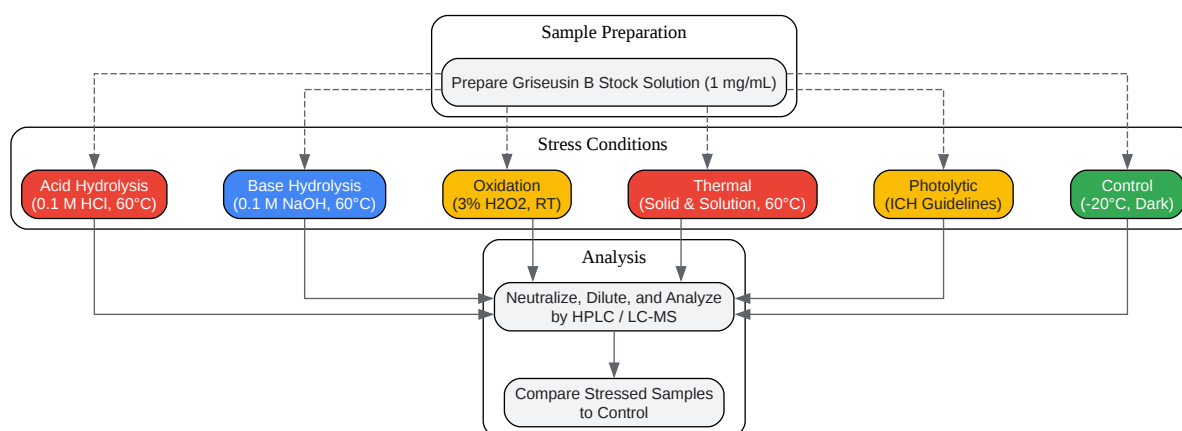 Sample Preparation
Prepare Griseusin B Stock Solution (1 mg/mL)
Stress Conditions
Acid Hydrolysis
(0.1 M HCl, 60°C)
Base Hydrolysis
(0.1 M NaOH, 60°C)
Oxidation
(3% H2O2, RT)
Thermal
(Solid & Solution, 60°C)
Photolytic
(ICH Guidelines)
Control
(-20°C, Dark)
Analysis
Neutralize, Dilute, and Analyze
by HPLC / LC-MS
Compare Stressed Samples
to Control